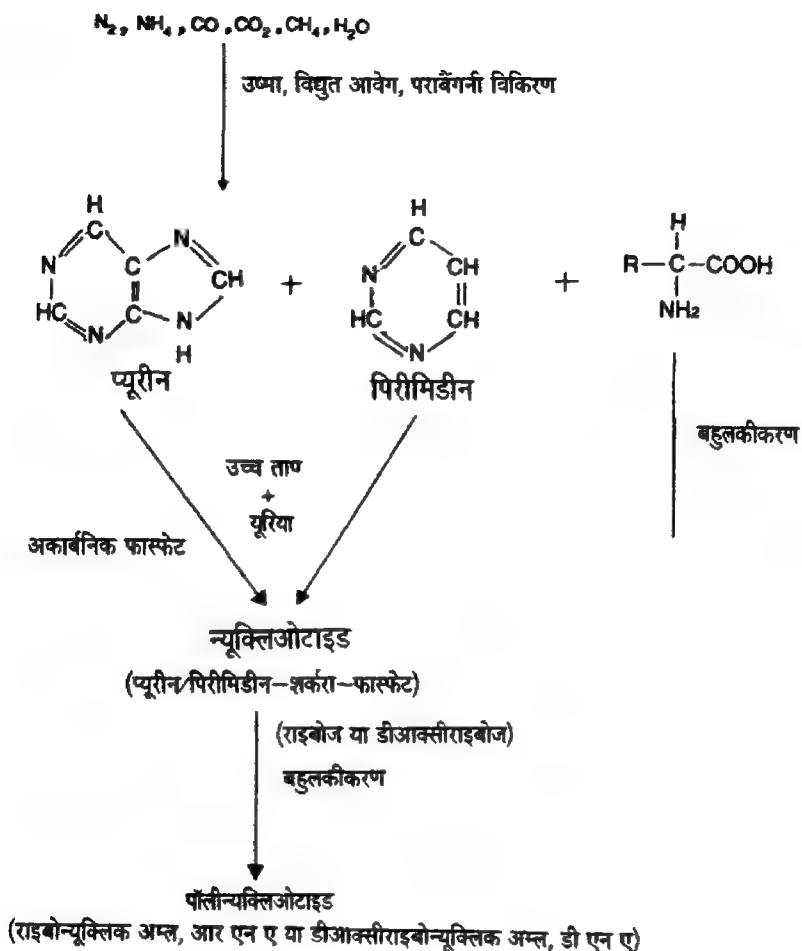 N₂, NH₄, CO, CO₂, CH₄, H₂O
उष्मा, विद्युत आवेग, पराबैंगनी विकिरण
H
C
N
N
C
CH
HC
C
N
N
H
+
H
C
N
CH
HC
CH
N
+
H
R–C–COOH
NH₂
प्यूरीन
पिरीमिडीन
बहुलकीकरण
उच्च ताप
+
यूरिया
अकार्बनिक फास्फेट
न्यूक्लिओटाइड
(प्यूरीन/पिरीमिडीन–शर्करा–फास्फेट)
(राइबोज या डीआक्सीराइबोज)
बहुलकीकरण
पॉलीन्यक्लिओटाइड
(राइबोन्यूक्लिक अम्ल, आर एन ए या डीआक्सीराइबोन्यूक्लिक अम्ल, डी एन ए)